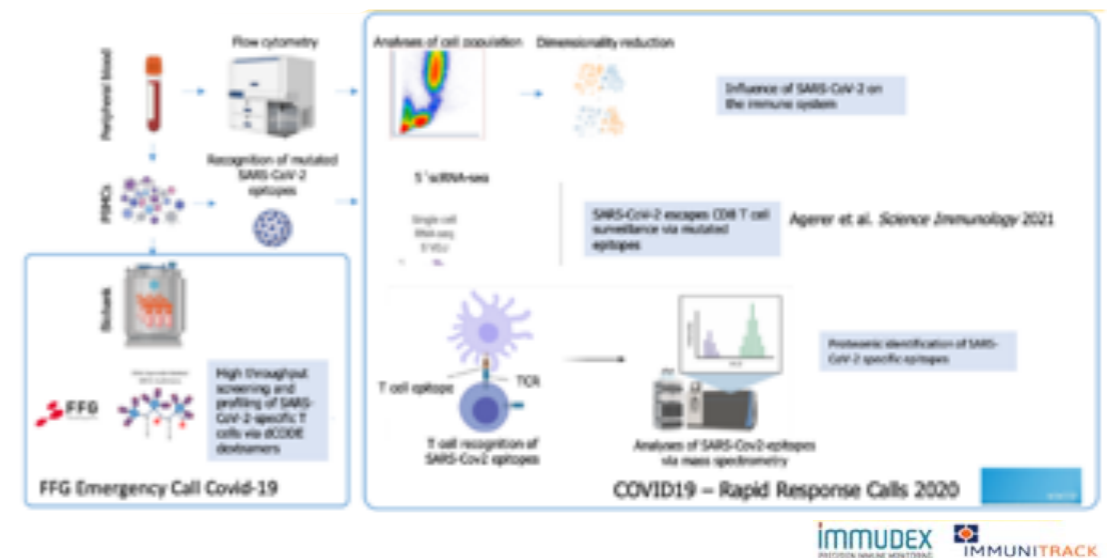 Flow cytometry
Analyses of cell population
Dimensionality reduction
Peripheral blood
Influence of SARS-CoV-2 on
the immune system
Recognition of mutated
SARS-CoV-2
epitopes
PBMCs
5' scRNA-seq
Single cell
RNA-seq
5' VDJ
SARS-CoV-2 escapes CD8 T cell
surveillance via mutated
epitopes
Agerer et al. Science Immunology 2021
Biobank
T cell epitope
TCR
Proteomic identification of SARS-
CoV-2 specific epitopes
FFG
High throughput
screening and
profiling of SARS-
CoV-2-specific T
cells via dCODE
dextramers
T cell recognition of
SARS-Cov2 epitopes
Analyses of SARS-Cov2-epitopes
via mass spectrometry
FFG Emergency Call Covid-19
COVID19 – Rapid Response Calls 2020
IMMUDEX
PRECISION IMMUNE MONITORING
IMMUNITRACK